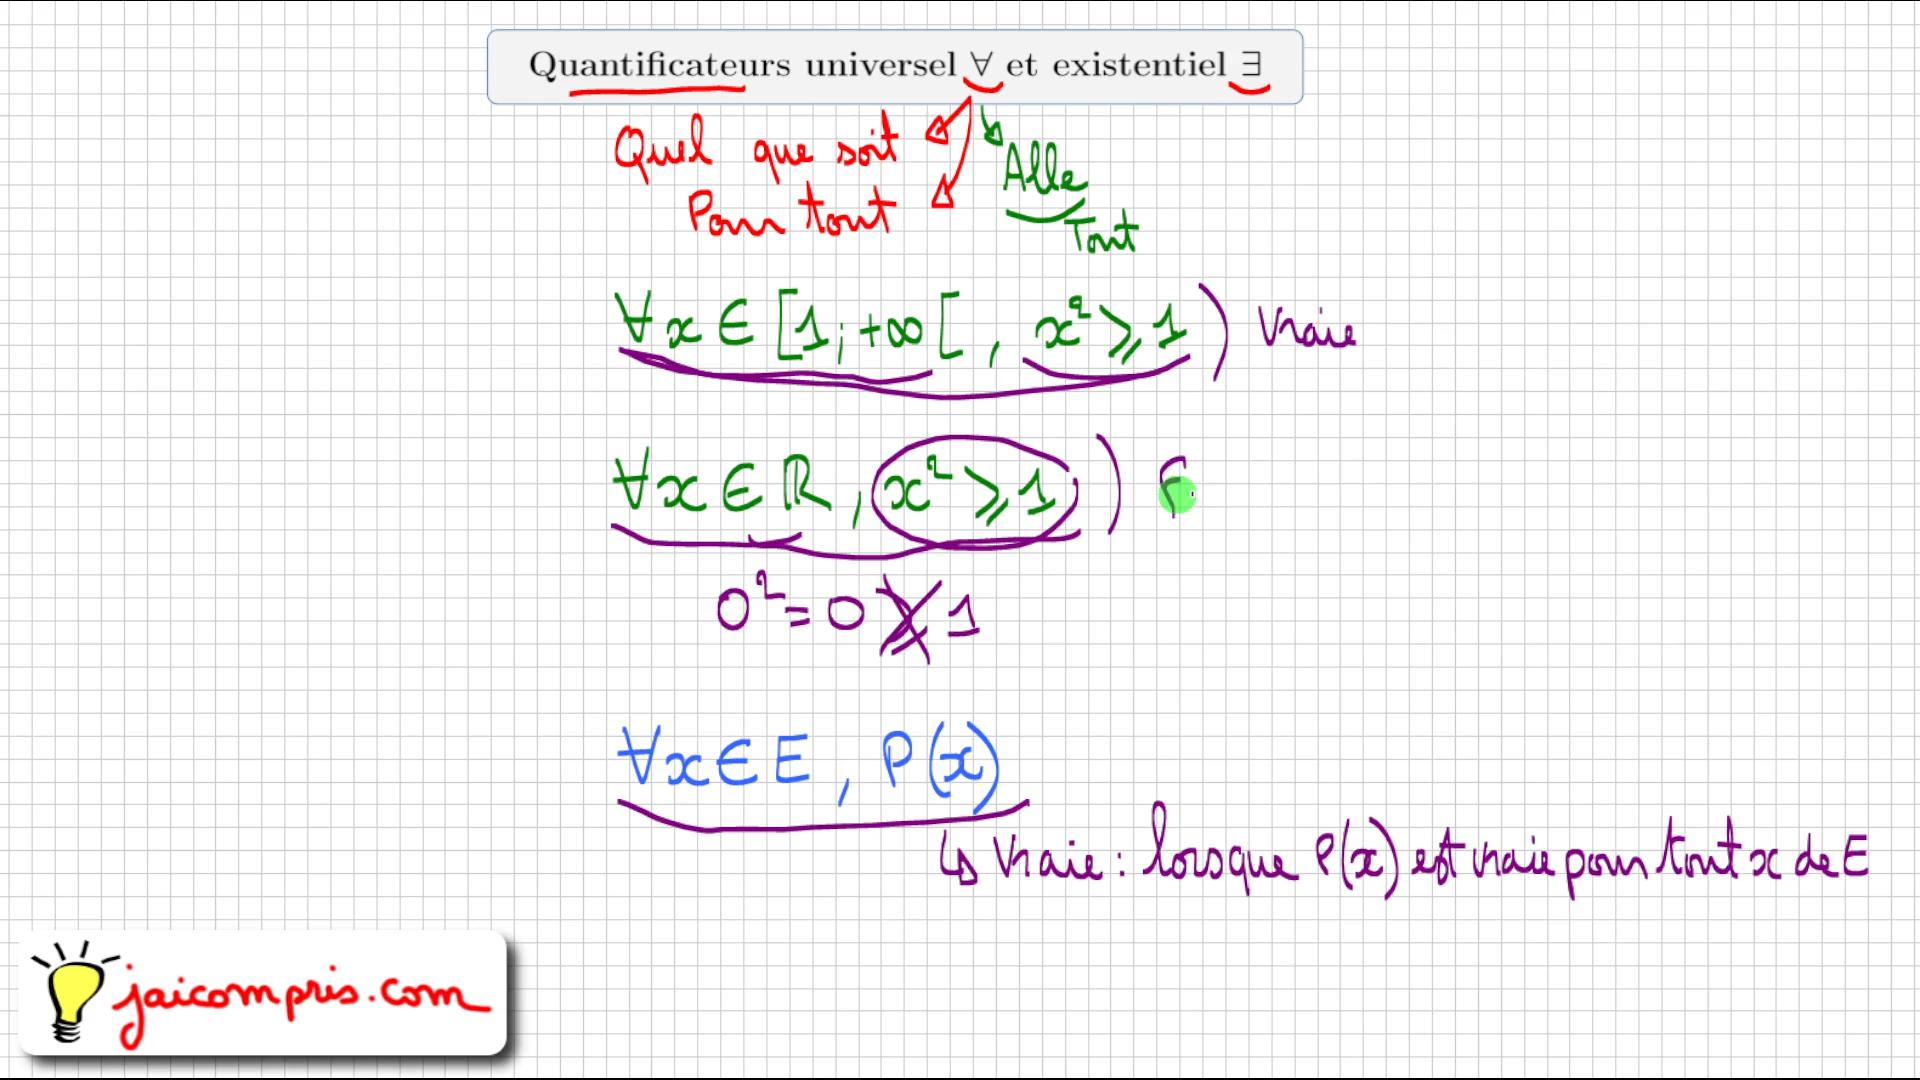 Quantificateurs universel ∀ et existentiel ∃
Quel que soit
Alle
Pour tout
Tout
∀x ∈ [1; +∞[ , x² ⩾ 1 ) Vraie
∀x ∈ ℝ , x² ⩾ 1 ) F
0² = 0 ⩾̸ 1
∀x ∈ E , P(x)
↳ Vraie : lorsque P(x) est vraie pour tout x de E
jaicompris.com